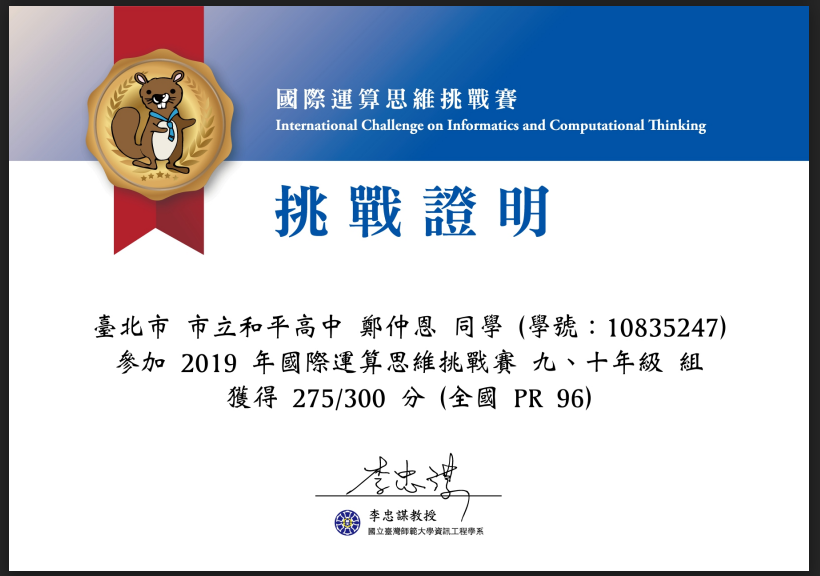 國際運算思維挑戰賽
International Challenge on Informatics and Computational Thinking
挑戰證明
臺北市 市立和平高中 鄭仲恩 同學 (學號：10835247)
參加 2019 年國際運算思維挑戰賽 九、十年級 組
獲得 275/300 分 (全國 PR 96)
李忠謀
李忠謀教授
國立臺灣師範大學資訊工程學系